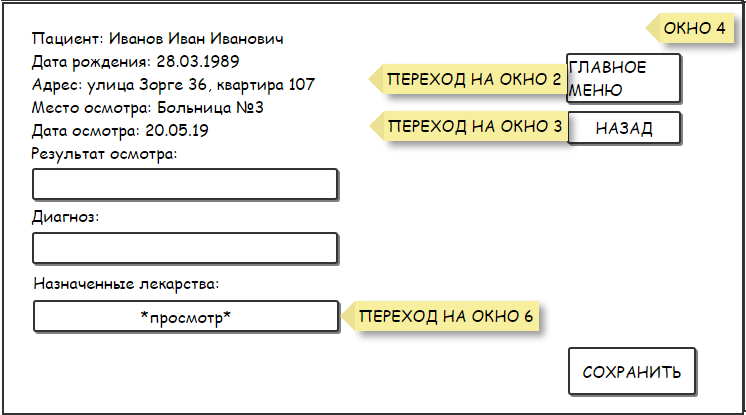 ОКНО 4
Пациент: Иванов Иван Иванович
Дата рождения: 28.03.1989
Адрес: улица Зорге 36, квартира 107
Место осмотра: Больница №3
Дата осмотра: 20.05.19
Результат осмотра:
Диагноз:
Назначенные лекарства:
*просмотр*
ПЕРЕХОД НА ОКНО 6
ПЕРЕХОД НА ОКНО 2
ГЛАВНОЕ
МЕНЮ
ПЕРЕХОД НА ОКНО 3
НАЗАД
СОХРАНИТЬ